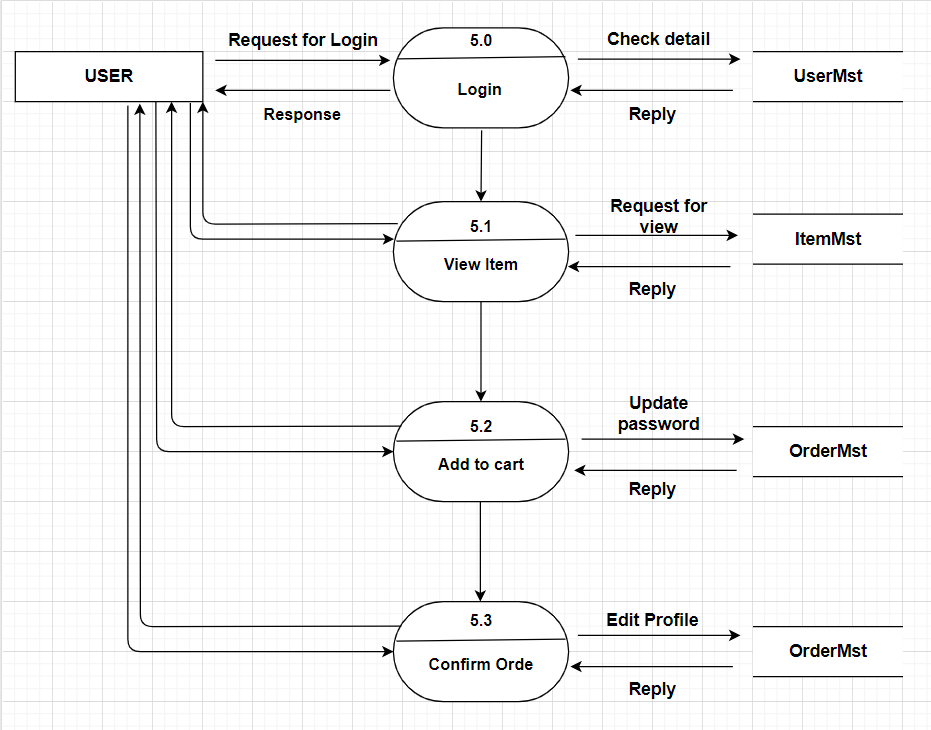 Request for Login
5.0
Check detail
USER
Login
UserMst
Response
Reply
5.1
Request for
view
View Item
ItemMst
Reply
5.2
Update
password
Add to cart
OrderMst
Reply
5.3
Edit Profile
Confirm Orde
OrderMst
Reply